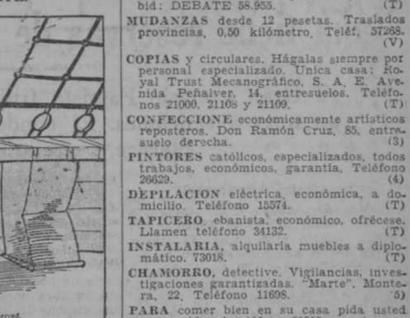 bid: DEBATE 58.955. (T)
MUDANZAS desde 12 pesetas. Traslados
provincias, 0,50 kilómetro. Teléf. 57268.
(V)
COPIAS y circulares. Hágalas siempre por
personal especializado. Unica casa: Ro-
yal Trust Mecanográfico, S. A. E. Ave-
nida Peñalver, 14, entresuelos. Teléfo-
nos 21000, 21108 y 21109. (T)
CONFECCIONE económicamente artísticos
reposteros. Don Ramón Cruz, 85, entre-
suelo derecha. (3)
PINTORES católicos, especializados, todos
trabajos, económicos, garantía, Teléfono
26629. (4)
DEPILACION eléctrica, económica, a do-
micilio. Teléfono 15574. (T)
TAPICERO, ebanista, económico, ofrécese.
Llamen teléfono 34132. (T)
INSTALARIA, alquilaría muebles a diplo-
mático. 73018. (T)
CHAMORRO, detective. Vigilancias, inves-
tigaciones garantizadas. "Marte". Monte-
ra, 22. Teléfono 11698. 5)
PARA comer bien en su casa pida usted